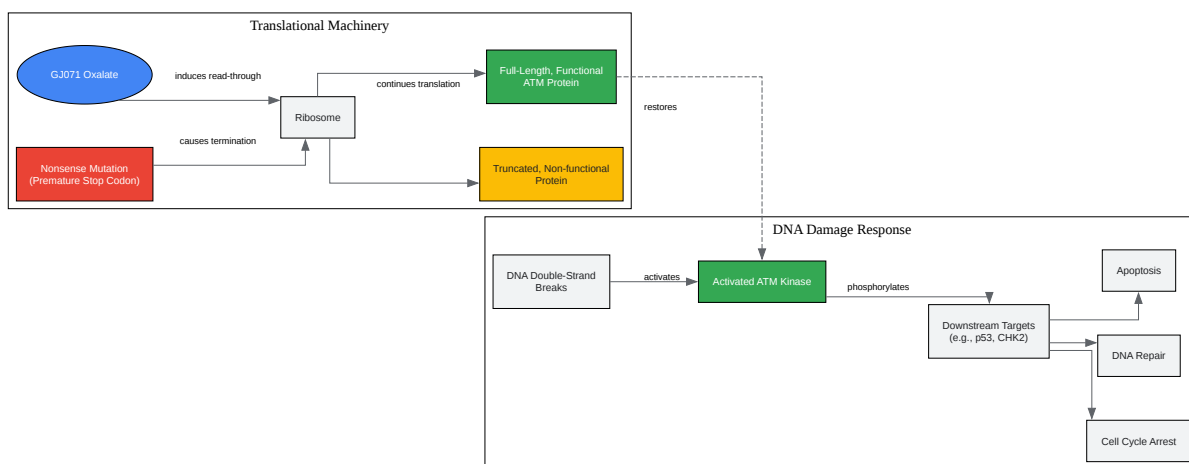 Translational Machinery
GJ071 Oxalate
induces read-through
Full-Length, Functional
ATM Protein
continues translation
restores
Ribosome
causes termination
Nonsense Mutation
(Premature Stop Codon)
Truncated, Non-functional
Protein
DNA Damage Response
DNA Double-Strand
Breaks
activates
Activated ATM Kinase
phosphorylates
Apoptosis
Downstream Targets
(e.g., p53, CHK2)
DNA Repair
Cell Cycle Arrest